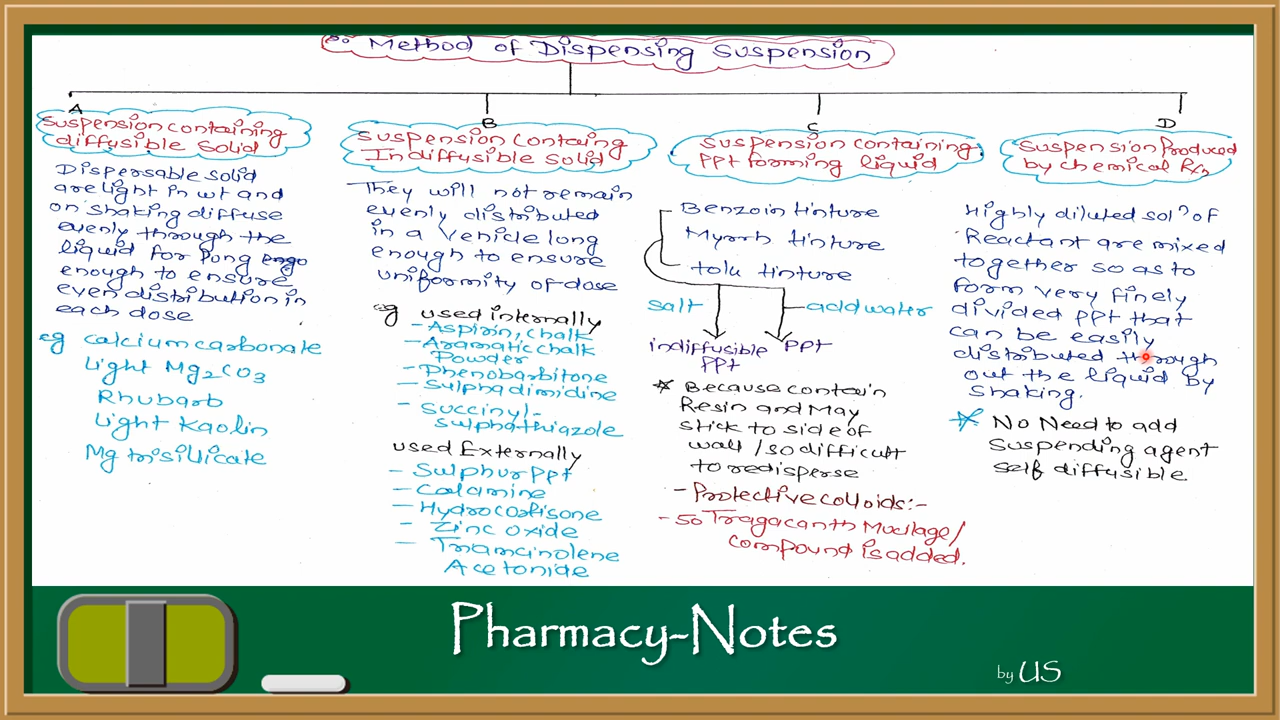 Method of Dispensing Suspension
A
Suspension containing
diffusible Solid
Dispersable solid
are light in wt and
on shaking diffuse
evenly through the
liquid for long
enough to ensure
even distribution in
each dose
eg calcium carbonate
Light Mg2CO3
Rhubarb
Light Kaolin
Mg trisillicate
B
Suspension Containg
Indiffusible Solid
They will not remain
evenly distributed
in a Vehicle long
enough to ensure
uniformity of dose
eg used internally
- Aspirin, chalk
- Aramatic chalk
Powder
- Phenobarbitone
- Sulphadimidine
- Succinyl-
sulphathiazole
used Externally
- Sulphur PPt
- Calamine
- Hydrocortisone
- Zinc oxide
- Triamcinolene
Acetonide
C
Suspension containing
PPt forming liquid
Benzoin tinture
Myrrh tinture
tolu tinture
salt
add water
indiffusible PPt
PPt
* Because contain
Resin and May
stick to side of
wall / so difficult
to redisperse
- Protective colloids:-
- so Tragacanth Mucilage/
compound is added.
D
Suspension Produced
by chemical Rxn
Highly diluted solⁿ of
Reactant are mixed
together so as to
form very finely
divided PPt that
can be easily
distributed through
out the liquid by
Shaking.
* No Need to add
Suspending agent
self diffusible
Pharmacy-Notes
by US